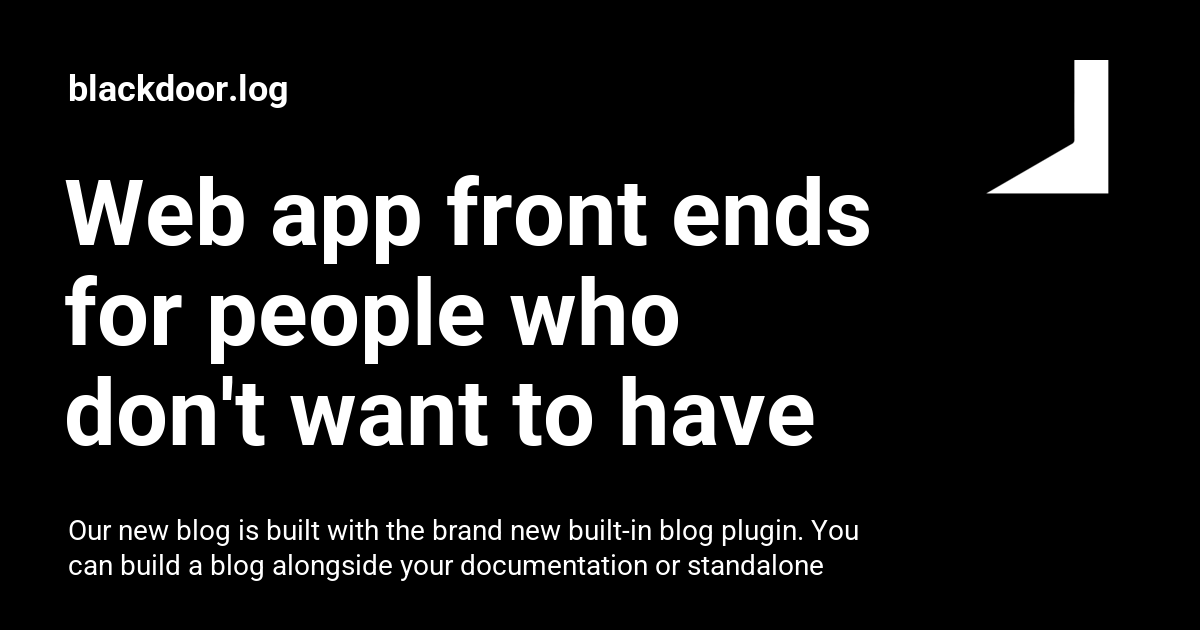 blackdoor.log
Web app front ends
for people who
don't want to have
Our new blog is built with the brand new built-in blog plugin. You
can build a blog alongside your documentation or standalone